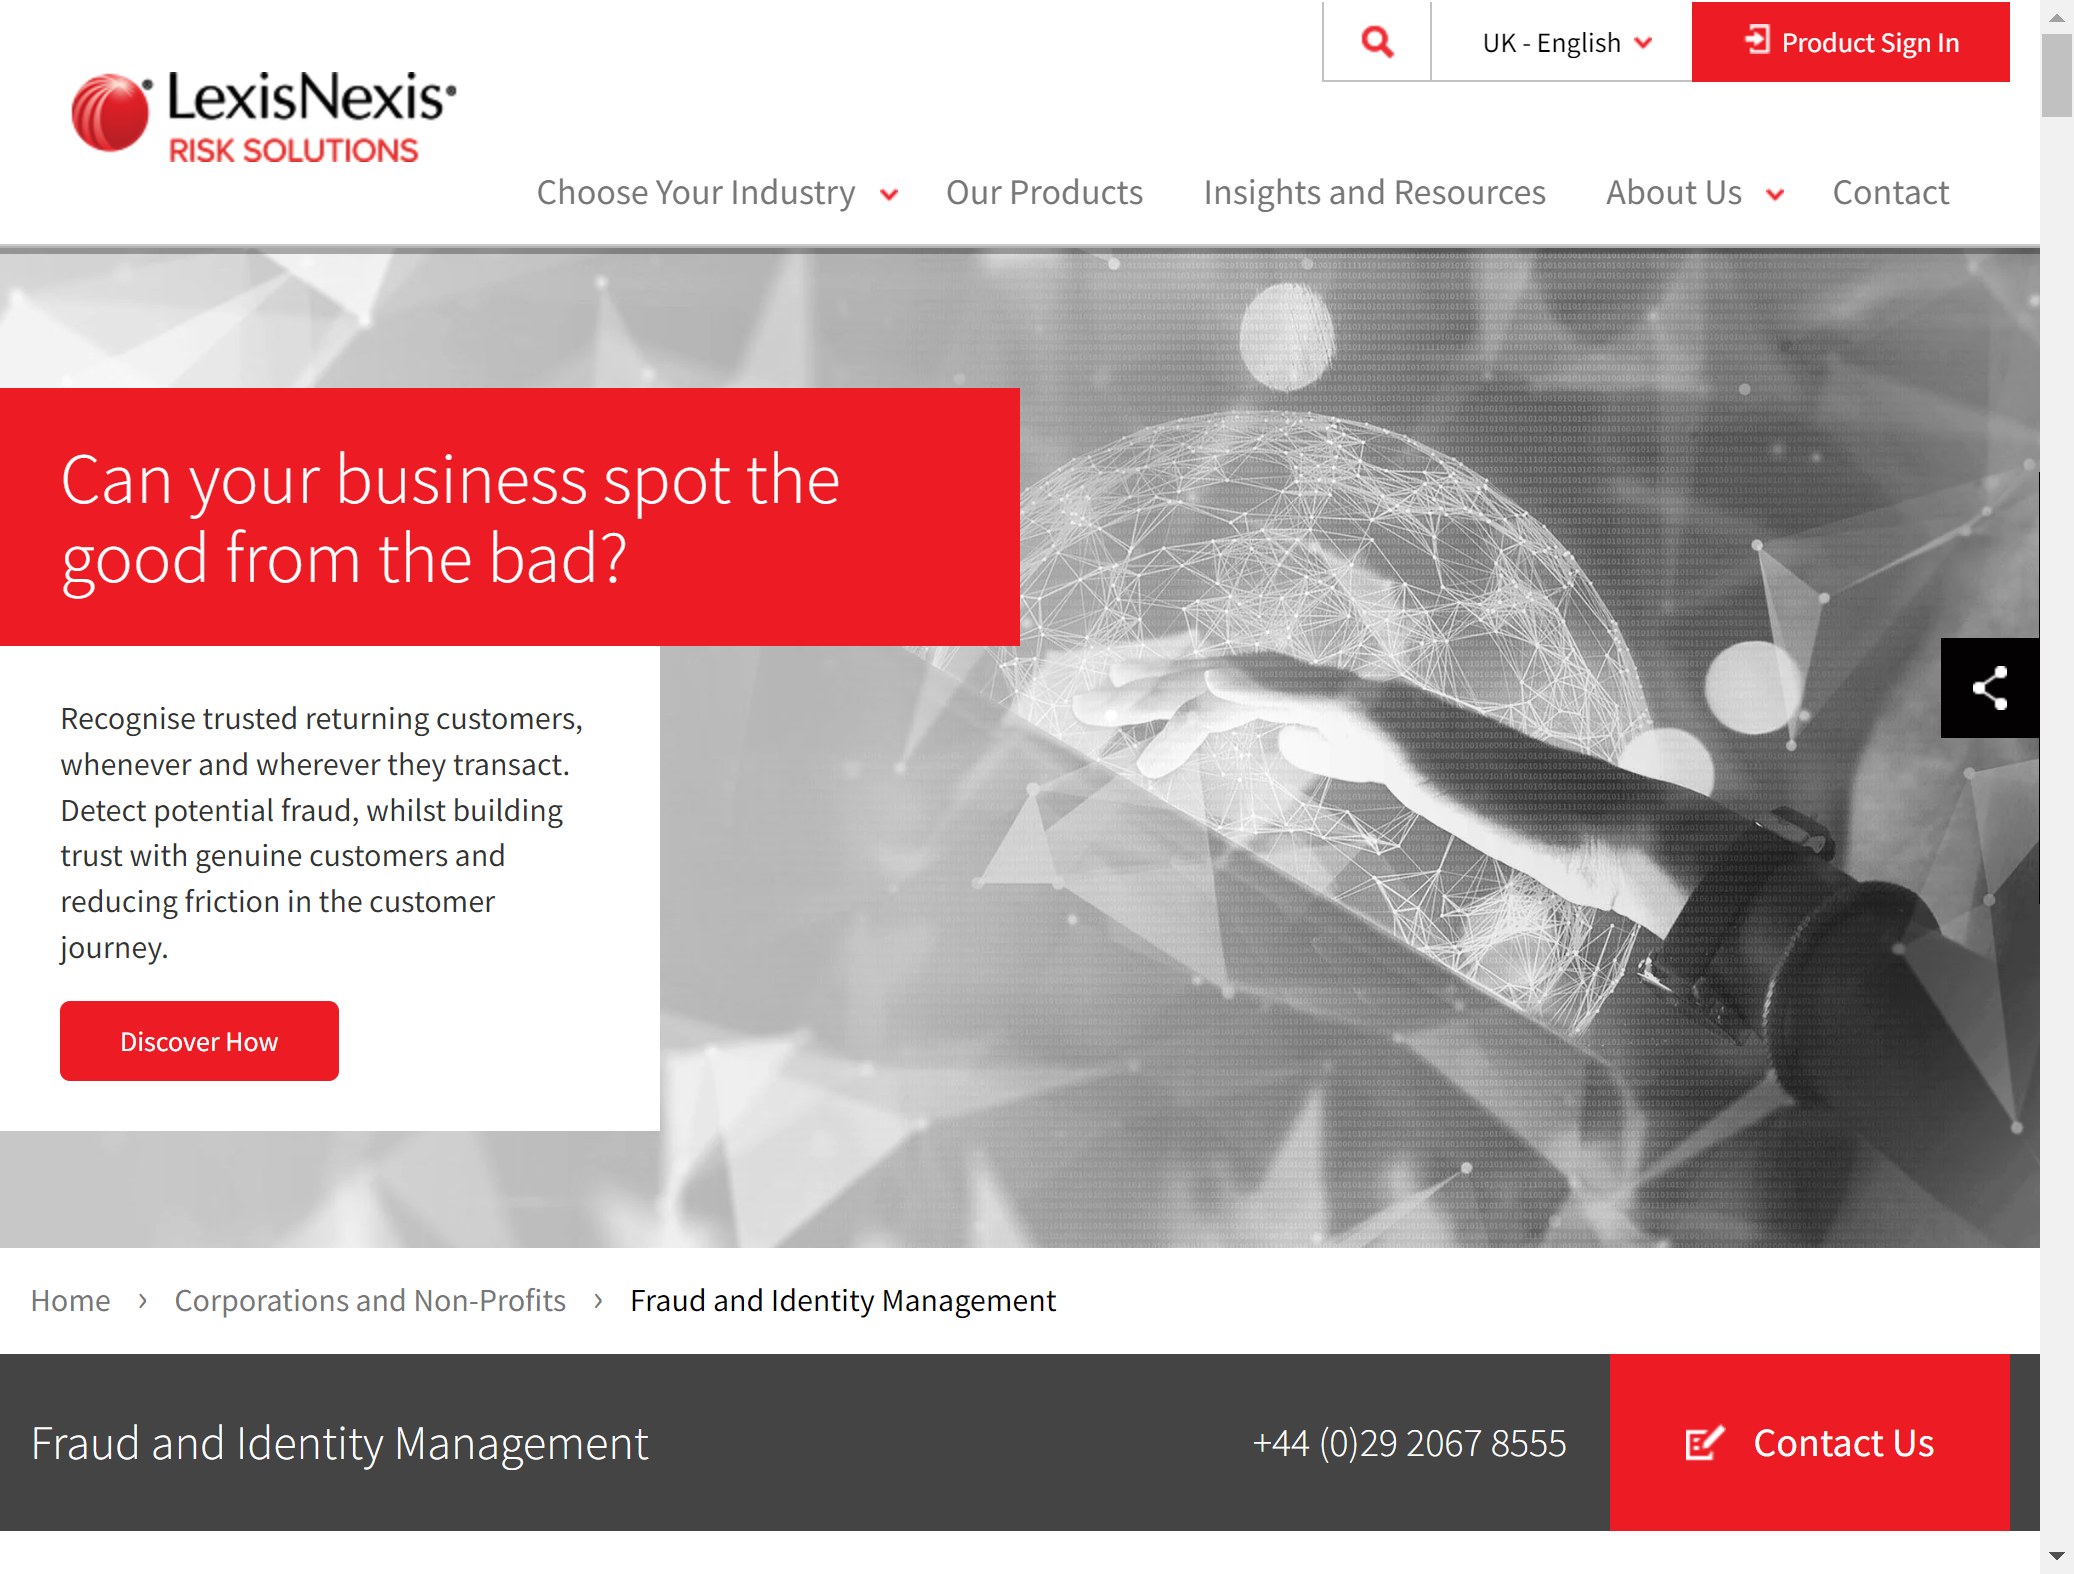 UK - English
Product Sign In
LexisNexis
RISK SOLUTIONS
Choose Your Industry
Our Products
Insights and Resources
About Us
Contact
Can your business spot the
good from the bad?
Recognise trusted returning customers,
whenever and wherever they transact.
Detect potential fraud, whilst building
trust with genuine customers and
reducing friction in the customer
journey.
Discover How
Home › Corporations and Non-Profits › Fraud and Identity Management
Fraud and Identity Management
+44 (0)29 2067 8555
Contact Us